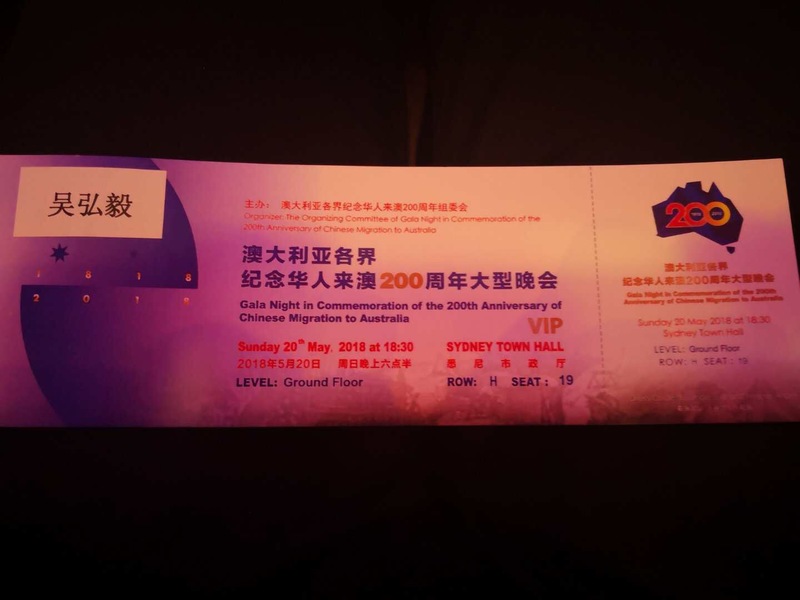 吴弘毅
1818
2018
主办： 澳大利亚各界纪念华人来澳200周年组委会
Organizer: The Organizing Committee of Gala Night in Commemoration of the
200th Anniversary of Chinese Migration to Australia
澳大利亚各界
纪念华人来澳200周年大型晚会
Gala Night in Commemoration of the 200th Anniversary of
Chinese Migration to Australia
VIP
Sunday 20th May, 2018 at 18:30 SYDNEY TOWN HALL
2018年5月20日 周日晚上六点半 悉尼市政厅
LEVEL: Ground Floor ROW: H SEAT: 19
200
澳大利亚各界
纪念华人来澳200周年大型晚会
Gala Night in Commemoration of the 200th
Anniversary of Chinese Migration to Australia
Sunday 20 May 2018 at 18:30
Sydney Town Hall
LEVEL: Ground Floor
ROW: H SEAT: 19